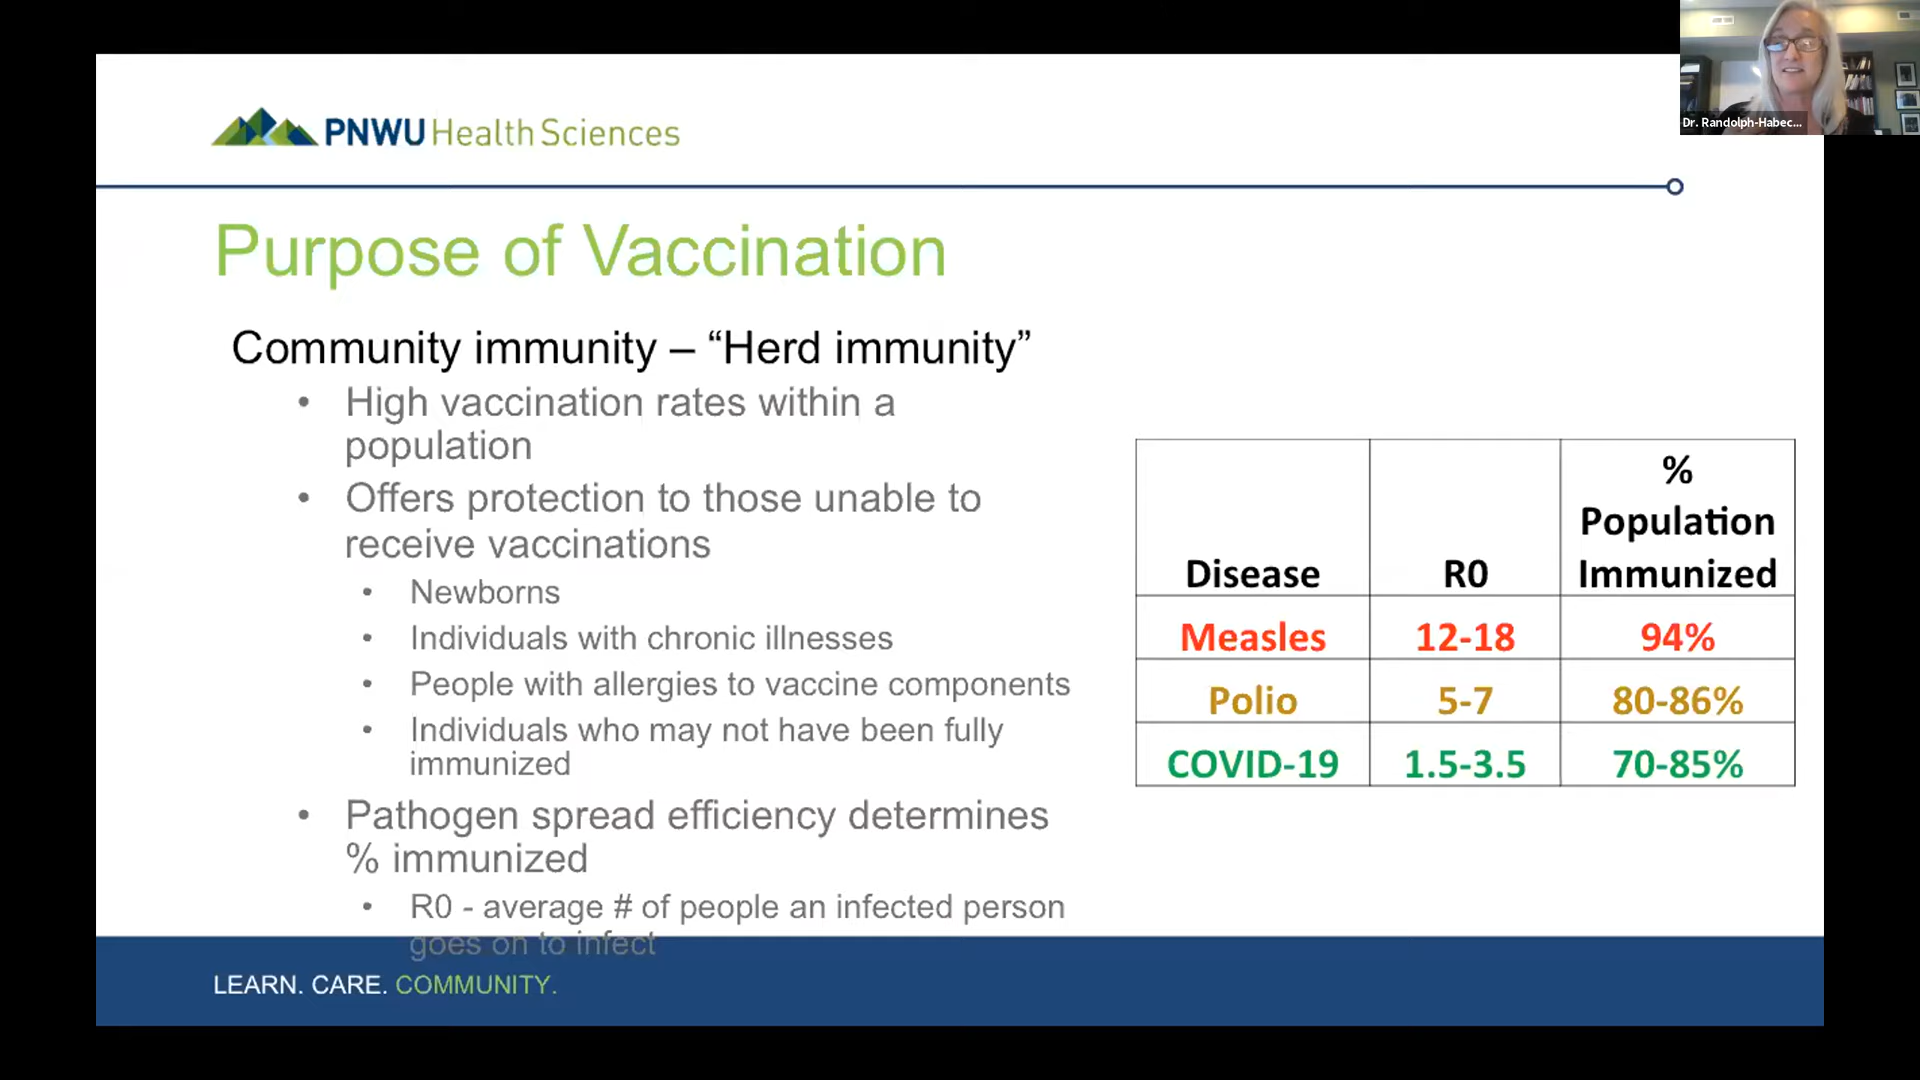 Dr. Randolph-Habec...
PNWU Health Sciences
Purpose of Vaccination
Community immunity – “Herd immunity”
• High vaccination rates within a
population
• Offers protection to those unable to
receive vaccinations
• Newborns
• Individuals with chronic illnesses
• People with allergies to vaccine components
• Individuals who may not have been fully
immunized
• Pathogen spread efficiency determines
% immunized
• R0 - average # of people an infected person
goes on to infect
%
Population
Disease R0 Immunized
Measles 12-18 94%
Polio 5-7 80-86%
COVID-19 1.5-3.5 70-85%
LEARN. CARE. COMMUNITY.